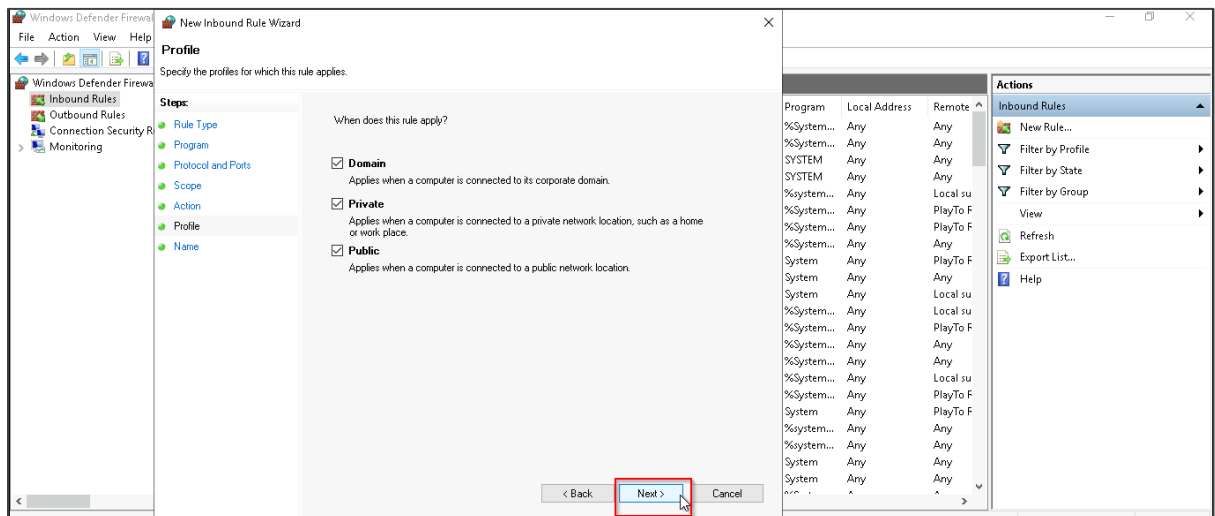 Windows Defender Firewal
File Action View Help
Windows Defender Firewa
Inbound Rules
Outbound Rules
Connection Security R
Monitoring
New Inbound Rule Wizard
Profile
Specify the profiles for which this rule applies.
Steps:
Rule Type
Program
Protocol and Ports
Scope
Action
Profile
Name
When does this rule apply?
Domain
Applies when a computer is connected to its corporate domain.
Private
Applies when a computer is connected to a private network location, such as a home
or work place.
Public
Applies when a computer is connected to a public network location.
< Back Next > Cancel
Program Local Address Remote
%System... Any Any
%System... Any Any
SYSTEM Any Any
SYSTEM Any Any
%system... Any Local su
%System... Any PlayTo R
%System... Any PlayTo R
%System... Any Any
System Any PlayTo R
System Any Any
System Any Local su
%System... Any Local su
%System... Any PlayTo R
%System... Any Any
%System... Any Any
%System... Any Local su
%System... Any PlayTo R
System Any PlayTo R
%system... Any Any
%system... Any Any
System Any Any
System Any Any
Actions
Inbound Rules
New Rule...
Filter by Profile
Filter by State
Filter by Group
View
Refresh
Export List...
Help